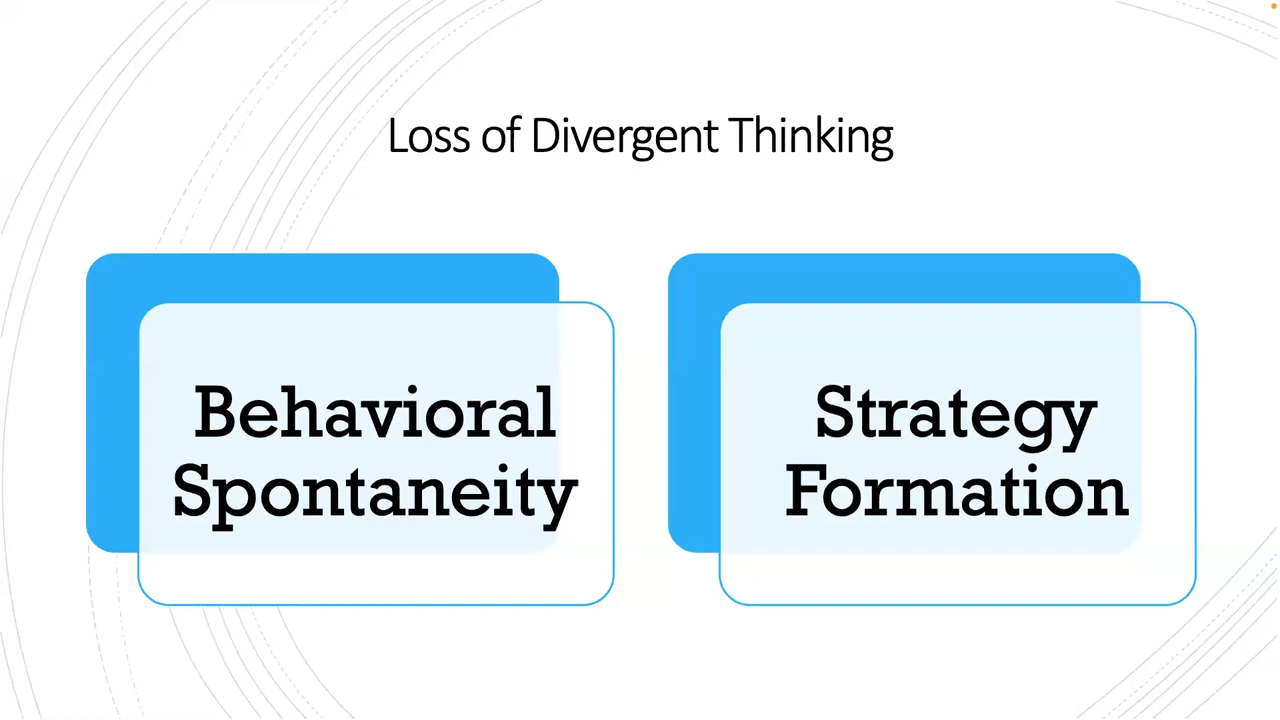 Loss of Divergent Thinking
Behavioral
Spontaneity
Strategy
Formation